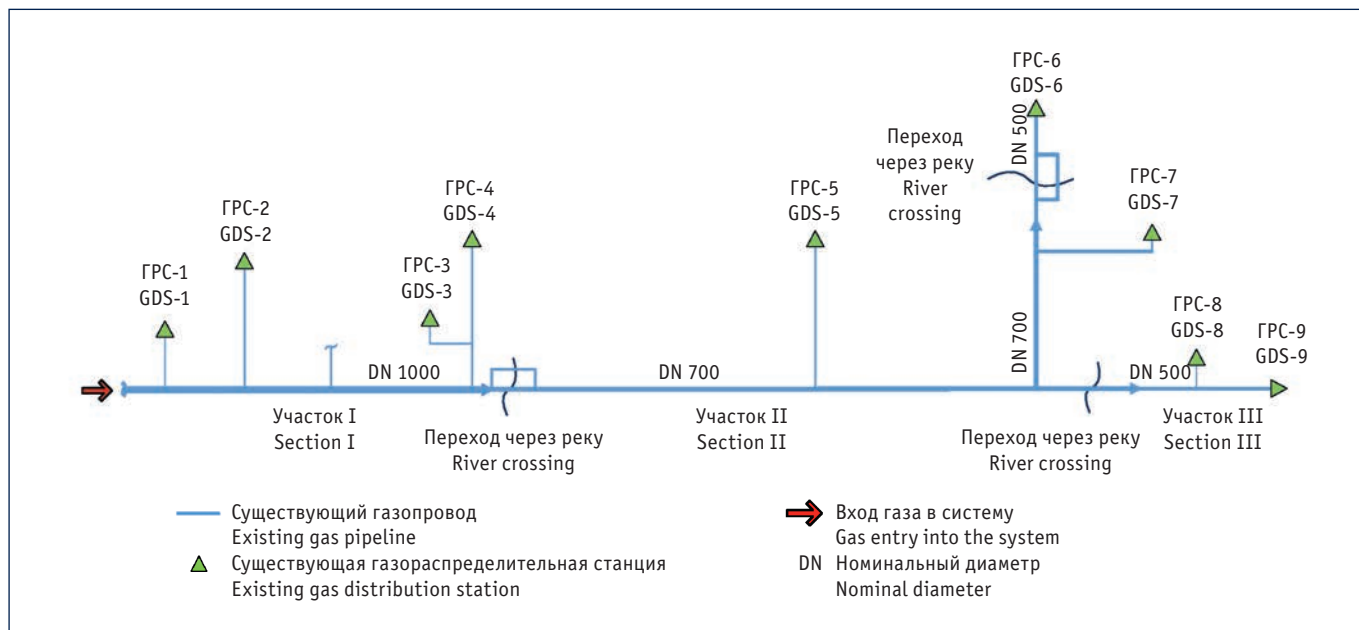 ГРС-1
GDS-1
ГРС-2
GDS-2
ГРС-3
GDS-3
ГРС-4
GDS-4
ГРС-5
GDS-5
ГРС-6
GDS-6
DN 500
Переход
через реку
River
crossing
ГРС-7
GDS-7
DN 700
ГРС-8
GDS-8
ГРС-9
GDS-9
DN 1000
DN 700
DN 500
Участок I
Section I
Переход через реку
River crossing
Участок II
Section II
Переход через реку
River crossing
Участок III
Section III
Существующий газопровод
Existing gas pipeline
Существующая газораспределительная станция
Existing gas distribution station
Вход газа в систему
Gas entry into the system
DN Номинальный диаметр
Nominal diameter